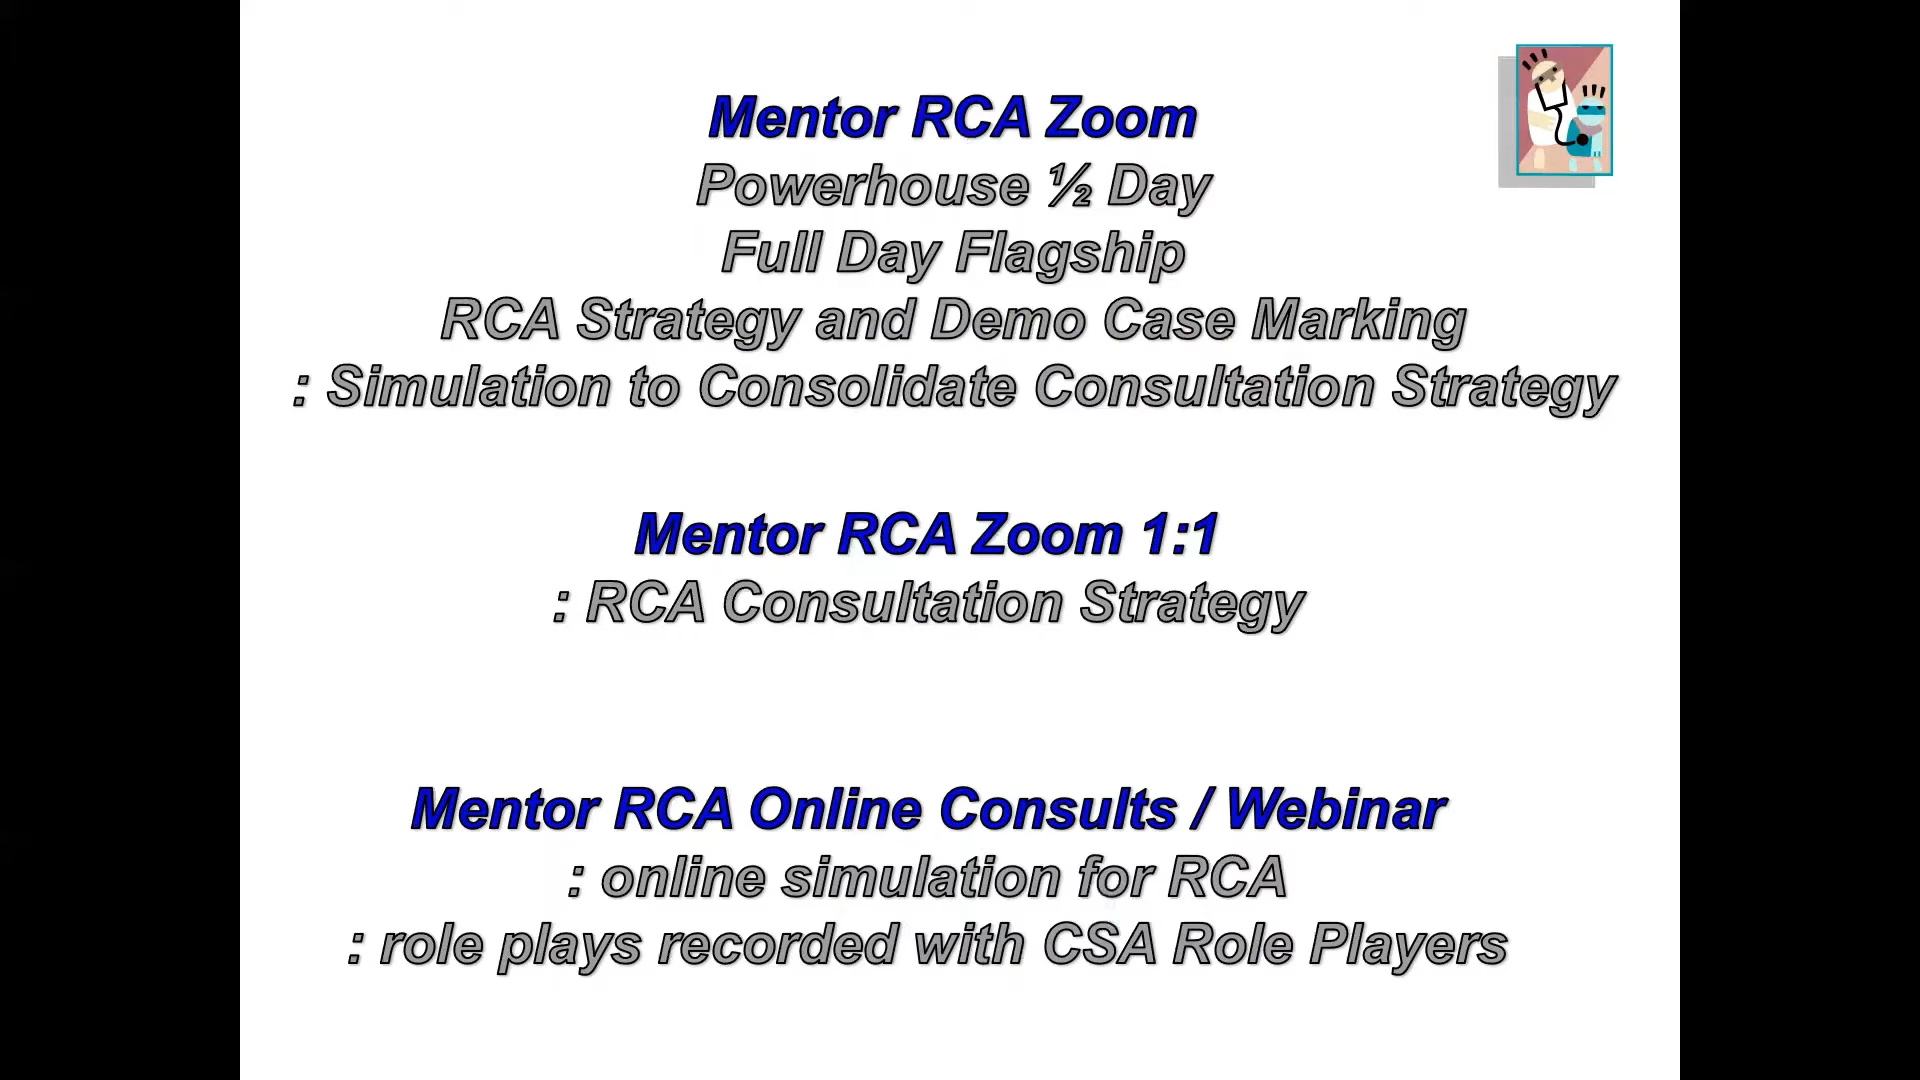 Mentor RCA Zoom
Powerhouse ½ Day
Full Day Flagship
RCA Strategy and Demo Case Marking
: Simulation to Consolidate Consultation Strategy
Mentor RCA Zoom 1:1
: RCA Consultation Strategy
Mentor RCA Online Consults / Webinar
: online simulation for RCA
: role plays recorded with CSA Role Players